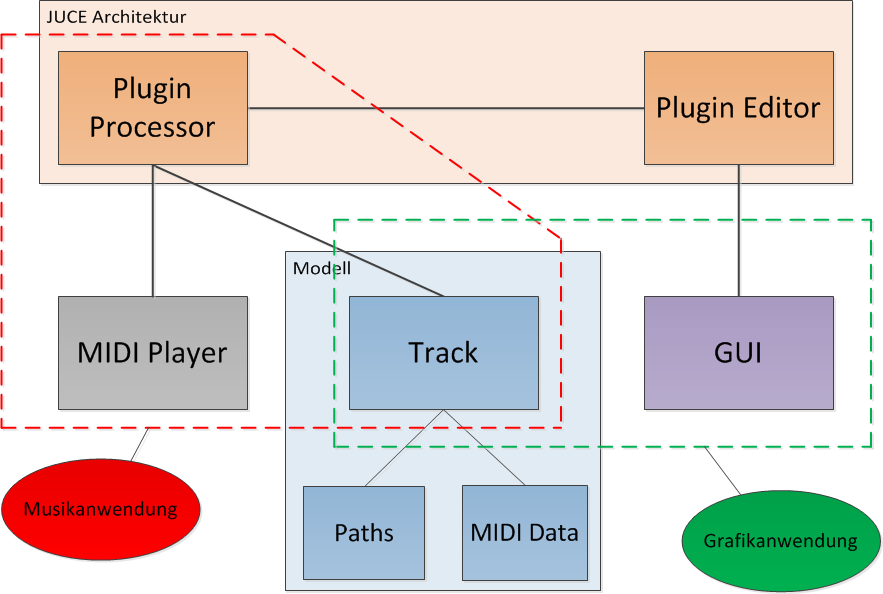 JUCE Architektur
Plugin
Processor
Plugin Editor
Modell
MIDI Player
Track
GUI
Musikanwendung
Paths
MIDI Data
Grafikanwendung